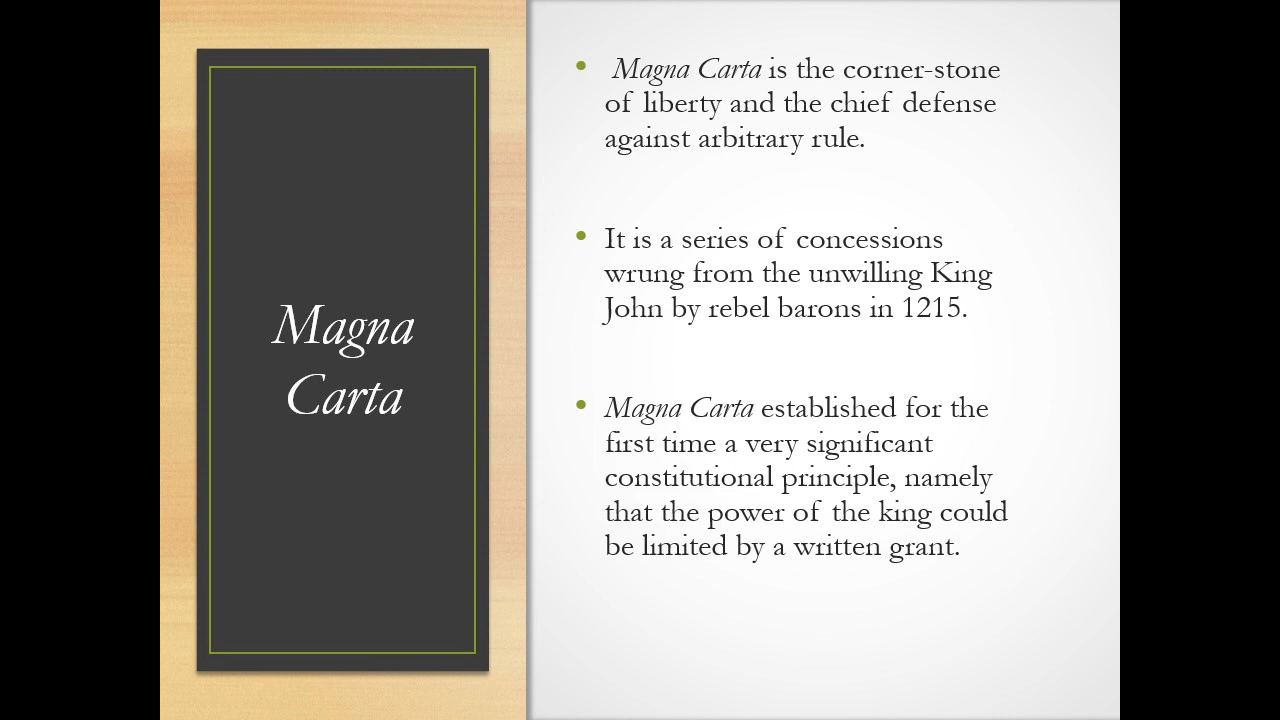 Magna
Carta
• Magna Carta is the corner-stone
of liberty and the chief defense
against arbitrary rule.
• It is a series of concessions
wrung from the unwilling King
John by rebel barons in 1215.
• Magna Carta established for the
first time a very significant
constitutional principle, namely
that the power of the king could
be limited by a written grant.